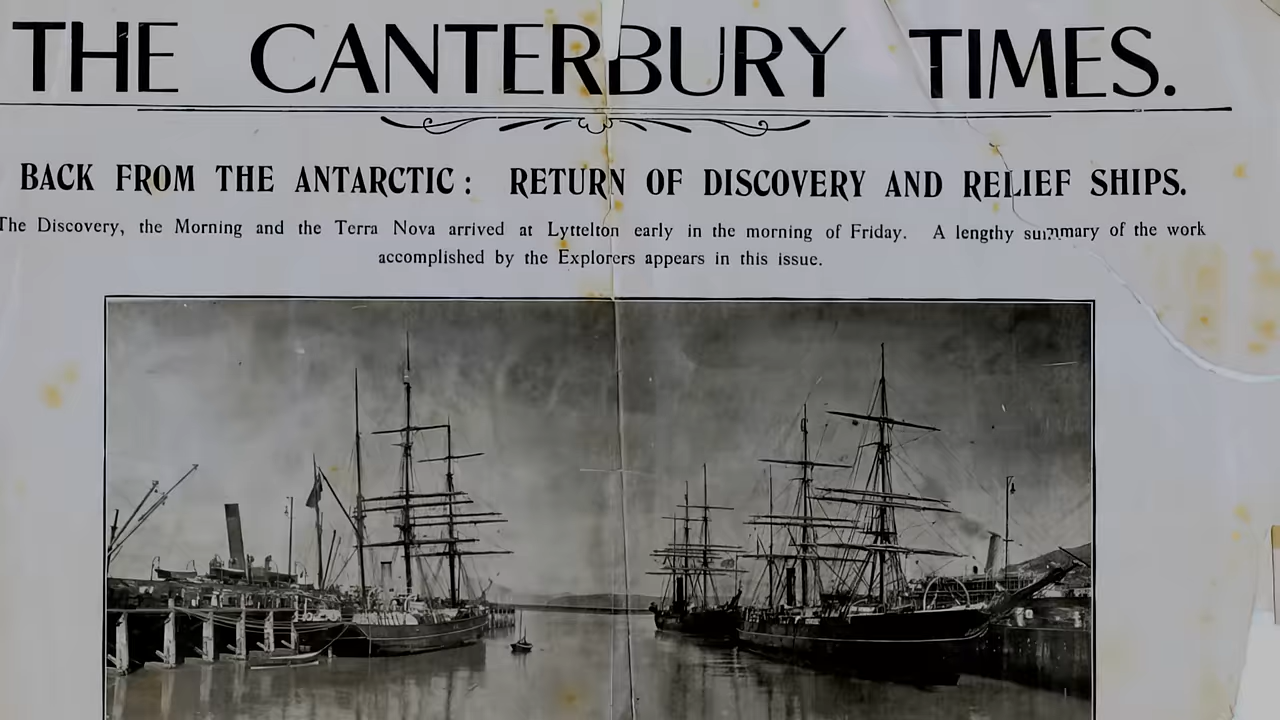 THE CANTERBURY TIMES.
BACK FROM THE ANTARCTIC: RETURN OF DISCOVERY AND RELIEF SHIPS.
The Discovery, the Morning and the Terra Nova arrived at Lyttelton early in the morning of Friday. A lengthy summary of the work
accomplished by the Explorers appears in this issue.